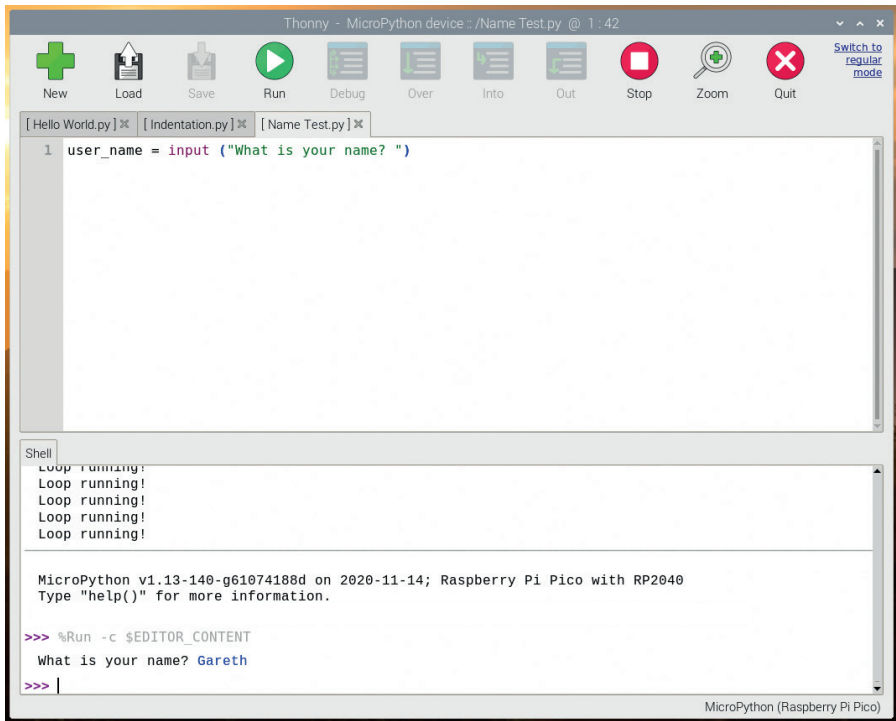 Thonny - MicroPython device :: /Name Test.py @ 1 : 42
New Load Save Run Debug Over Into Out Stop Zoom Quit
Switch to
regular
mode
[ Hello World.py ] [ Indentation.py ] [ Name Test.py ]
1 user_name = input ("What is your name? ")
Shell
Loop running!
Loop running!
Loop running!
Loop running!
Loop running!
MicroPython v1.13-140-g61074188d on 2020-11-14; Raspberry Pi Pico with RP2040
Type "help()" for more information.
>>> %Run -c $EDITOR_CONTENT
What is your name? Gareth
>>>
MicroPython (Raspberry Pi Pico)